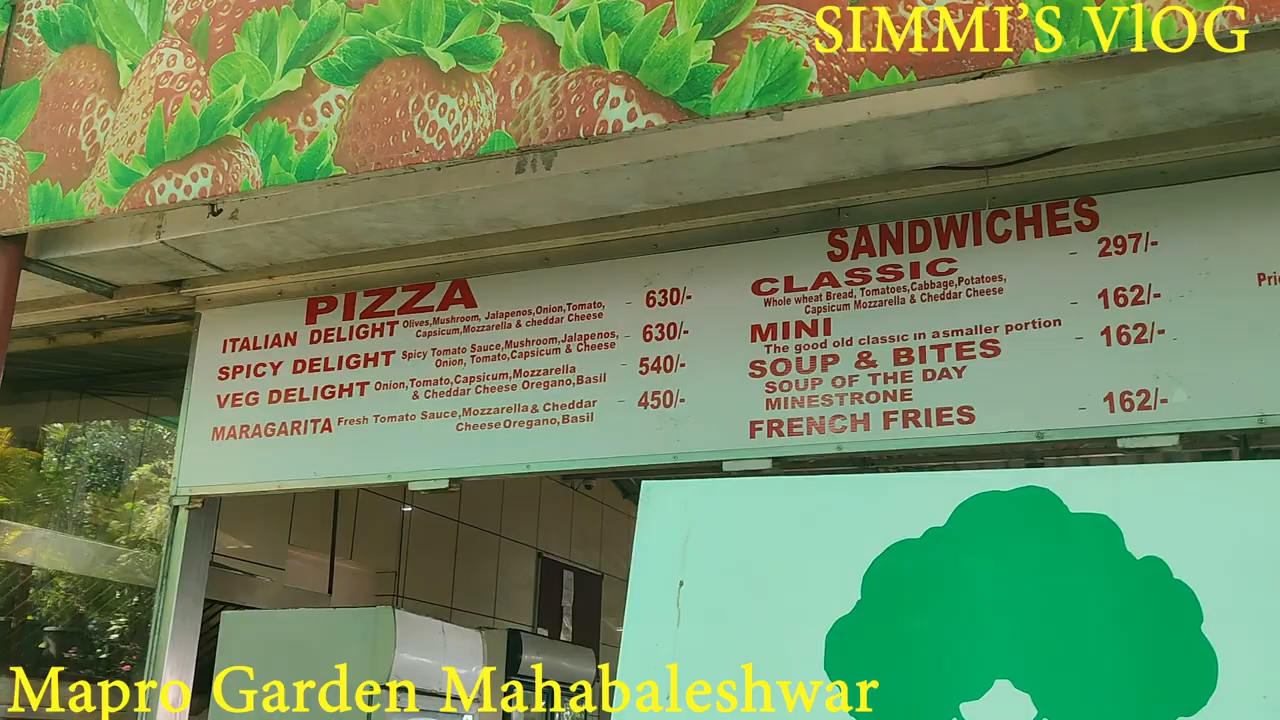 SIMMI'S VlOG
PIZZA
ITALIAN DELIGHT Olives,Mushroom, Jalapenos,Onion,Tomato, - 630/-
Capsicum,Mozzarella & cheddar Cheese
SPICY DELIGHT Spicy Tomato Sauce,Mushroom,Jalapenos, - 630/-
Onion, Tomato,Capsicum & Cheese
VEG DELIGHT Onion,Tomato,Capsicum,Mozzarella - 540/-
& Cheddar Cheese Oregano,Basil
MARAGARITA Fresh Tomato Sauce,Mozzarella & Cheddar - 450/-
Cheese Oregano,Basil
SANDWICHES
CLASSIC - 297/-
Whole wheat Bread, Tomatoes,Cabbage,Potatoes,
Capsicum Mozzarella & Cheddar Cheese
MINI - 162/-
The good old classic in a smaller portion
SOUP & BITES - 162/-
SOUP OF THE DAY
MINESTRONE
FRENCH FRIES - 162/-
Mapro Garden Mahabaleshwar